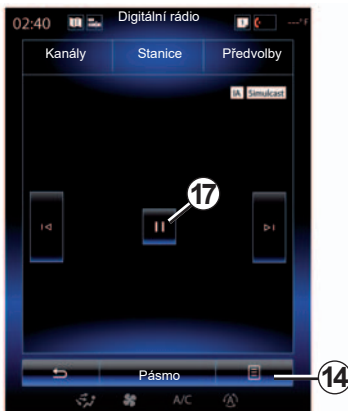 02:40 Digitální rádio ---°F
Kanály Stanice Předvolby
IA Simulcast
17
Pásmo
14
A/C